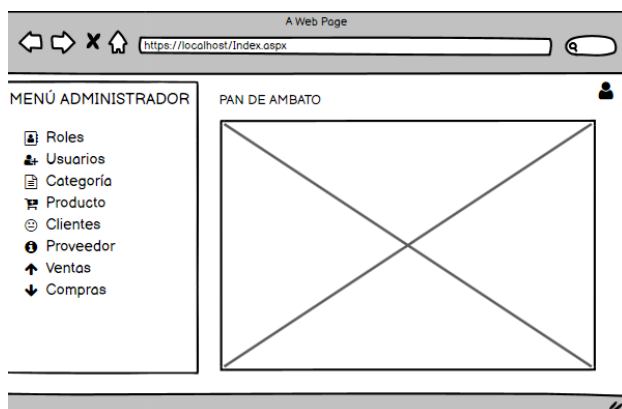 A Web Page
https://localhost/Index.aspx
MENÚ ADMINISTRADOR
Roles
Usuarios
Categoría
Producto
Clientes
Proveedor
Ventas
Compras
PAN DE AMBATO